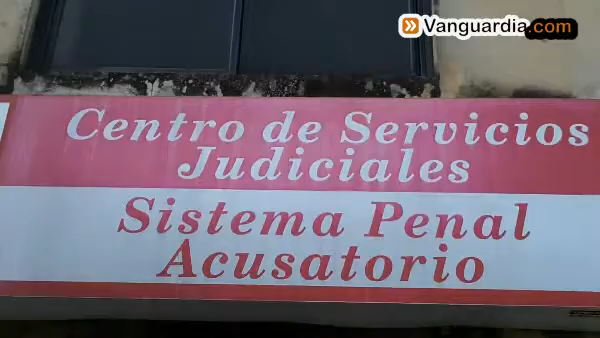 Vanguardia.com
Centro de Servicios
Judiciales
Sistema Penal
Acusatorio